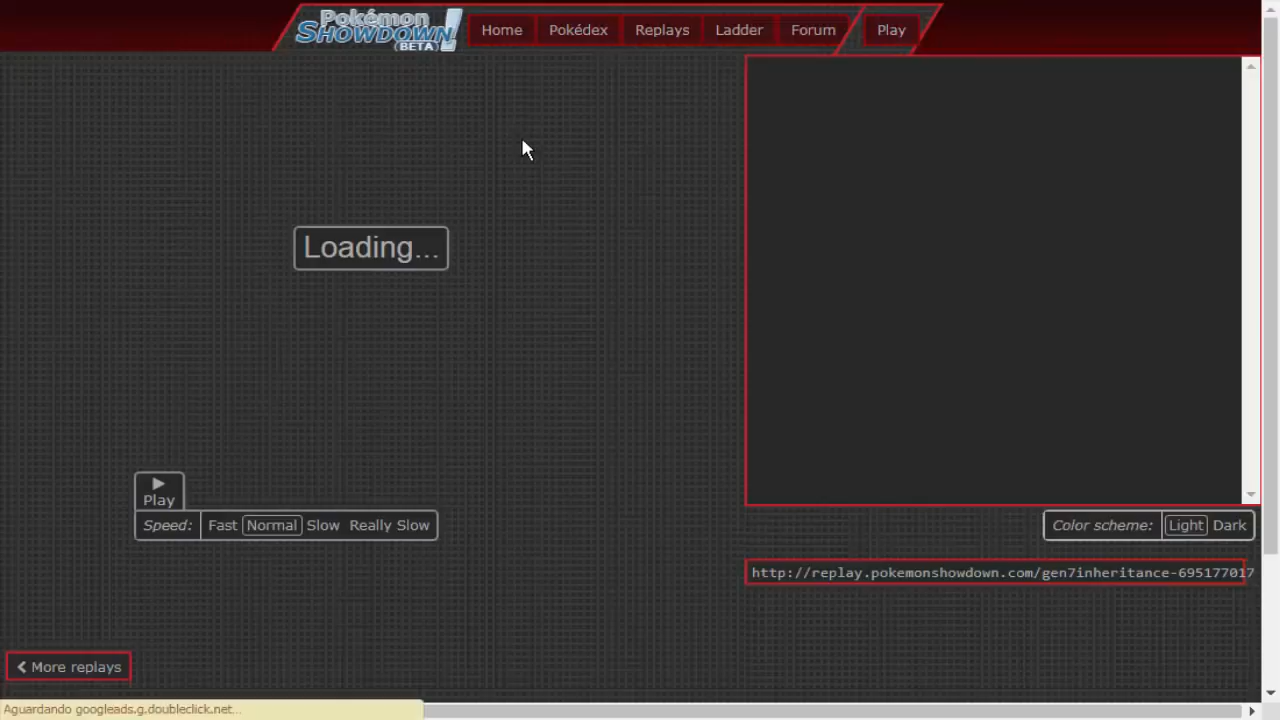 Pokémon
SHOWDOWN!
(BETA)
Home Pokédex Replays Ladder Forum Play
Loading...
Play
Speed: Fast Normal Slow Really Slow
Color scheme: Light Dark
http://replay.pokemonshowdown.com/gen7inheritance-695177017
More replays
Aguardando googleads.g.doubleclick.net...